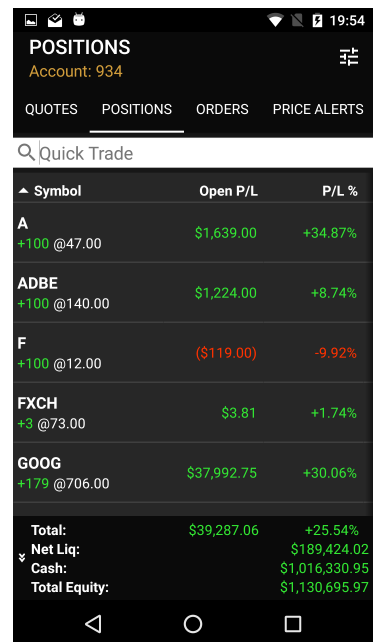 19:54
POSITIONS
Account: 934
QUOTES POSITIONS ORDERS PRICE ALERTS
Quick Trade
Symbol Open P/L P/L %
A
+100 @47.00 $1,639.00 +34.87%
ADBE
+100 @140.00 $1,224.00 +8.74%
F
+100 @12.00 ($119.00) -9.92%
FXCH
+3 @73.00 $3.81 +1.74%
GOOG
+179 @706.00 $37,992.75 +30.06%
Total: $39,287.06 +25.54%
Net Liq: $189,424.02
Cash: $1,016,330.95
Total Equity: $1,130,695.97